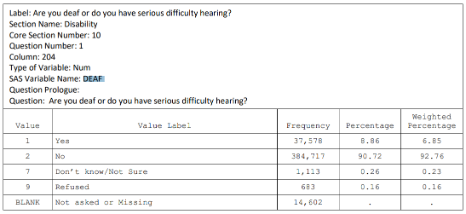 Label: Are you deaf or do you have serious difficulty hearing?
Section Name: Disability
Core Section Number: 10
Question Number: 1
Column: 204
Type of Variable: Num
SAS Variable Name: DEAF
Question Prologue:
Question: Are you deaf or do you have serious difficulty hearing?
Value Value Label Frequency Percentage Weighted Percentage
1 Yes 37,578 8.86 6.85
2 No 384,717 90.72 92.76
7 Don't know/Not Sure 1,113 0.26 0.23
9 Refused 683 0.16 0.16
BLANK Not asked or Missing 14,602 . .